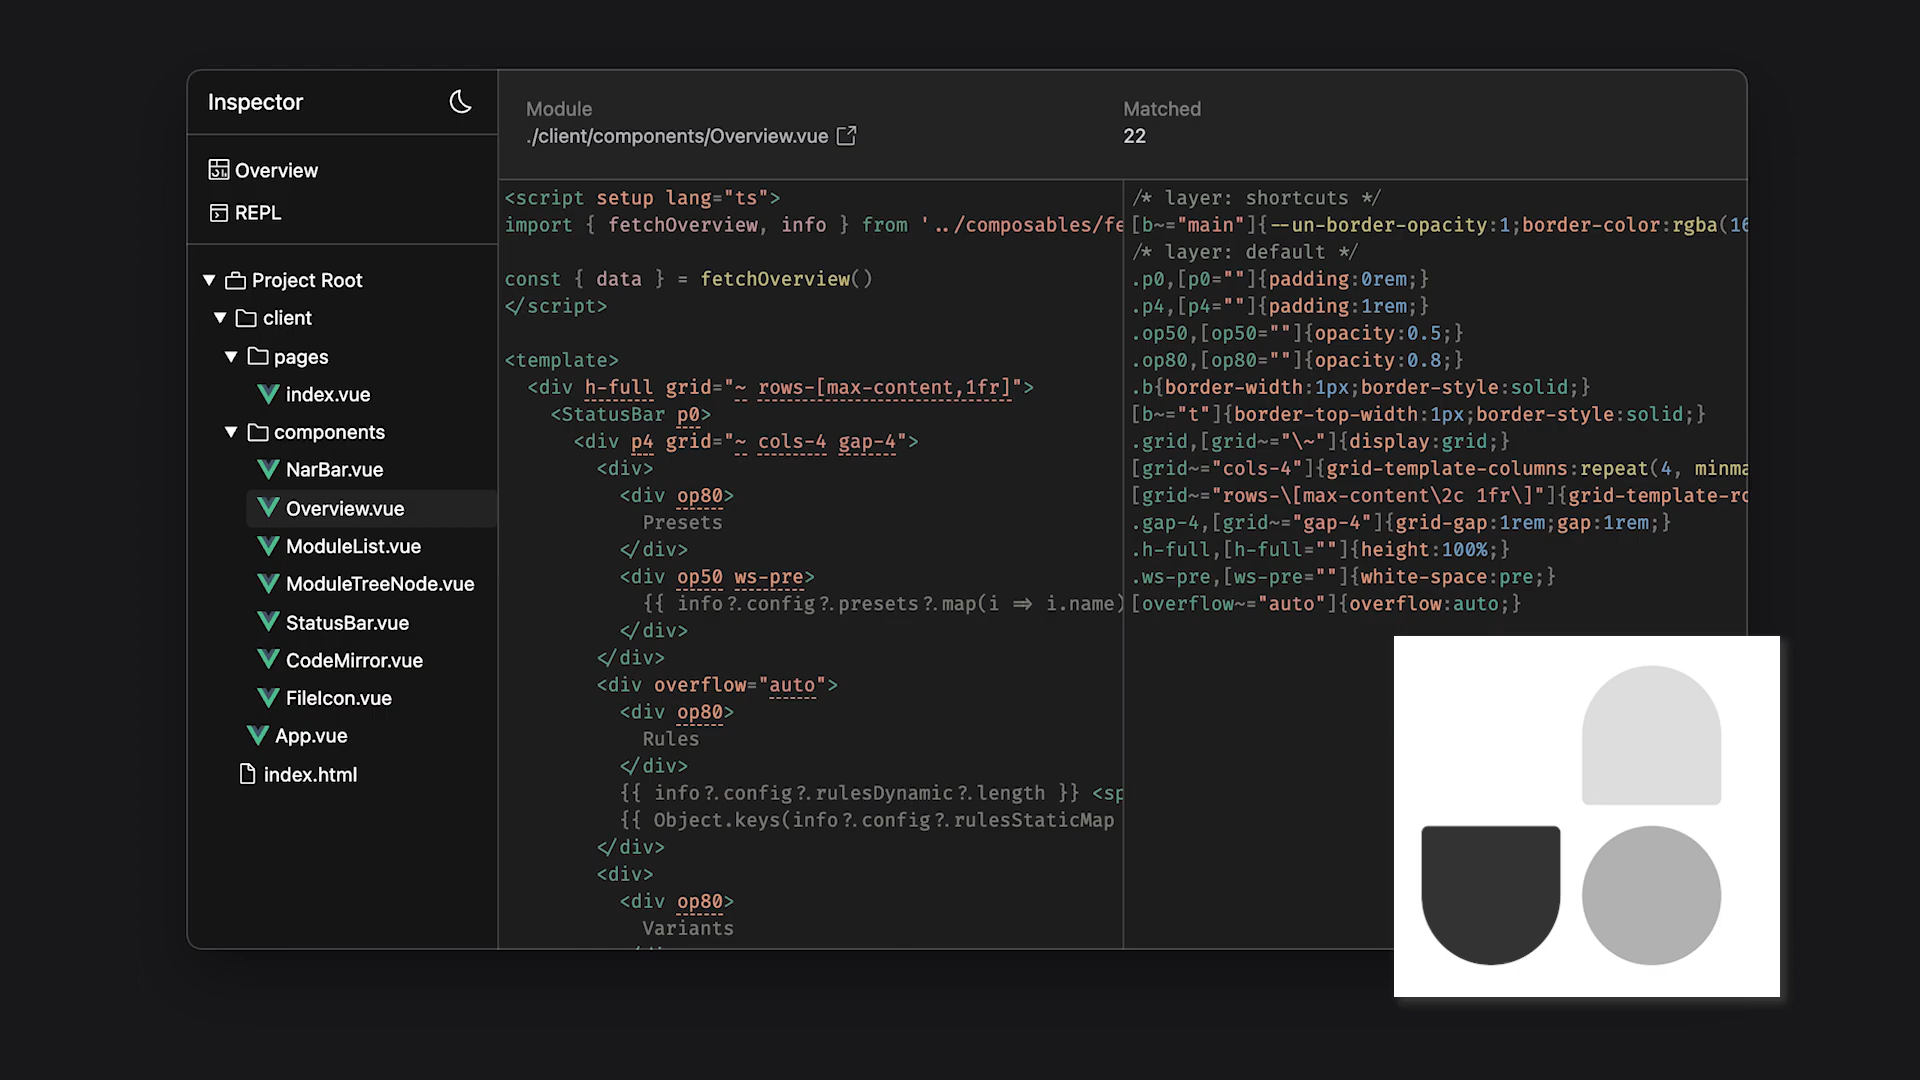 Inspector
Overview
REPL
Project Root
client
pages
index.vue
components
NarBar.vue
Overview.vue
ModuleList.vue
ModuleTreeNode.vue
StatusBar.vue
CodeMirror.vue
FileIcon.vue
App.vue
index.html
Module
./client/components/Overview.vue
Matched
22
<script setup lang="ts">
import { fetchOverview, info } from '../composables/fe
const { data } = fetchOverview()
</script>
<template>
<div h-full grid="~ rows-[max-content,1fr]">
<StatusBar p0>
<div p4 grid="~ cols-4 gap-4">
<div>
<div op80>
Presets
</div>
<div op50 ws-pre>
{{ info?.config?.presets?.map(i => i.name)
</div>
</div>
<div overflow="auto">
<div op80>
Rules
</div>
{{ info?.config?.rulesDynamic?.length }} <sp
{{ Object.keys(info?.config?.rulesStaticMap
</div>
<div>
<div op80>
Variants
/* layer: shortcuts */
[b~="main"]{--un-border-opacity:1;border-color:rgba(16
/* layer: default */
.p0,[p0=""]{padding:0rem;}
.p4,[p4=""]{padding:1rem;}
.op50,[op50=""]{opacity:0.5;}
.op80,[op80=""]{opacity:0.8;}
.b{border-width:1px;border-style:solid;}
[b~="t"]{border-top-width:1px;border-style:solid;}
.grid,[grid~="\~"]{display:grid;}
[grid~="cols-4"]{grid-template-columns:repeat(4, minma
[grid~="rows-\[max-content\2c 1fr\]"]{grid-template-ro
.gap-4,[grid~="gap-4"]{grid-gap:1rem;gap:1rem;}
.h-full,[h-full=""]{height:100%;}
.ws-pre,[ws-pre=""]{white-space:pre;}
[overflow~="auto"]{overflow:auto;}